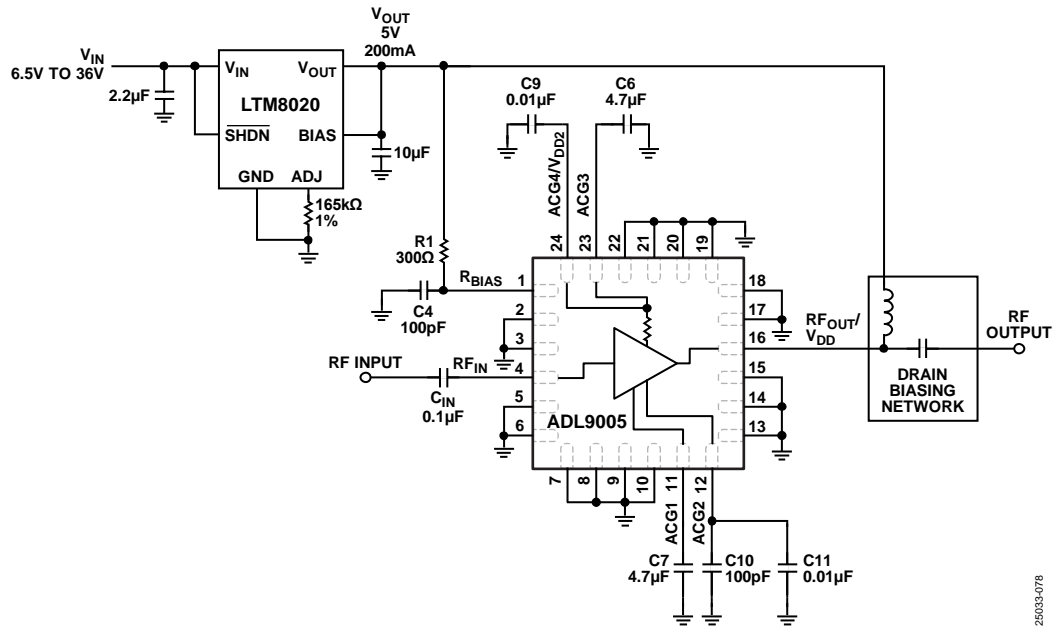 VOUT
5V
200mA
VIN
6.5V TO 36V
2.2µF
VIN
VOUT
LTM8020
SHDN
BIAS
GND
ADJ
10µF
165kΩ
1%
C9
0.01µF
C6
4.7µF
ACG4/VDD2
ACG3
R1
300Ω
RBIAS
C4
100pF
24
23
22
21
20
19
1
2
3
4
5
6
18
17
16
15
14
13
7
8
9
10
11
12
RF INPUT
CIN
0.1µF
RFIN
ADL9005
RFOUT/
VDD
DRAIN
BIASING
NETWORK
RF
OUTPUT
ACG1
ACG2
C7
4.7µF
C10
100pF
C11
0.01µF
25033-078